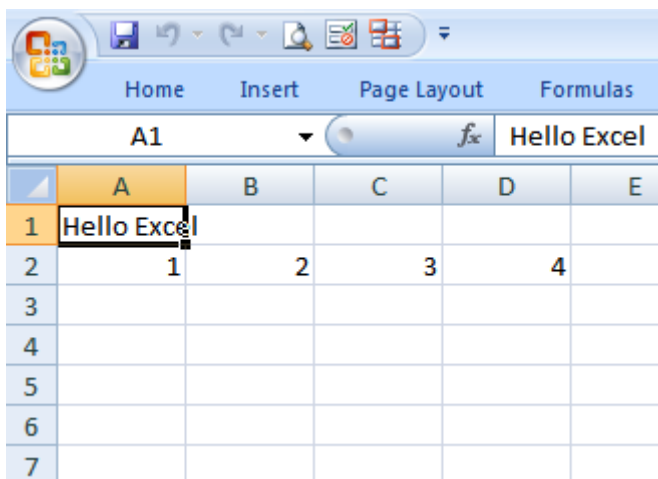 Home Insert Page Layout Formulas
A1 fx Hello Excel
A B C D E
1 Hello Excel
2 1 2 3 4
3
4
5
6
7